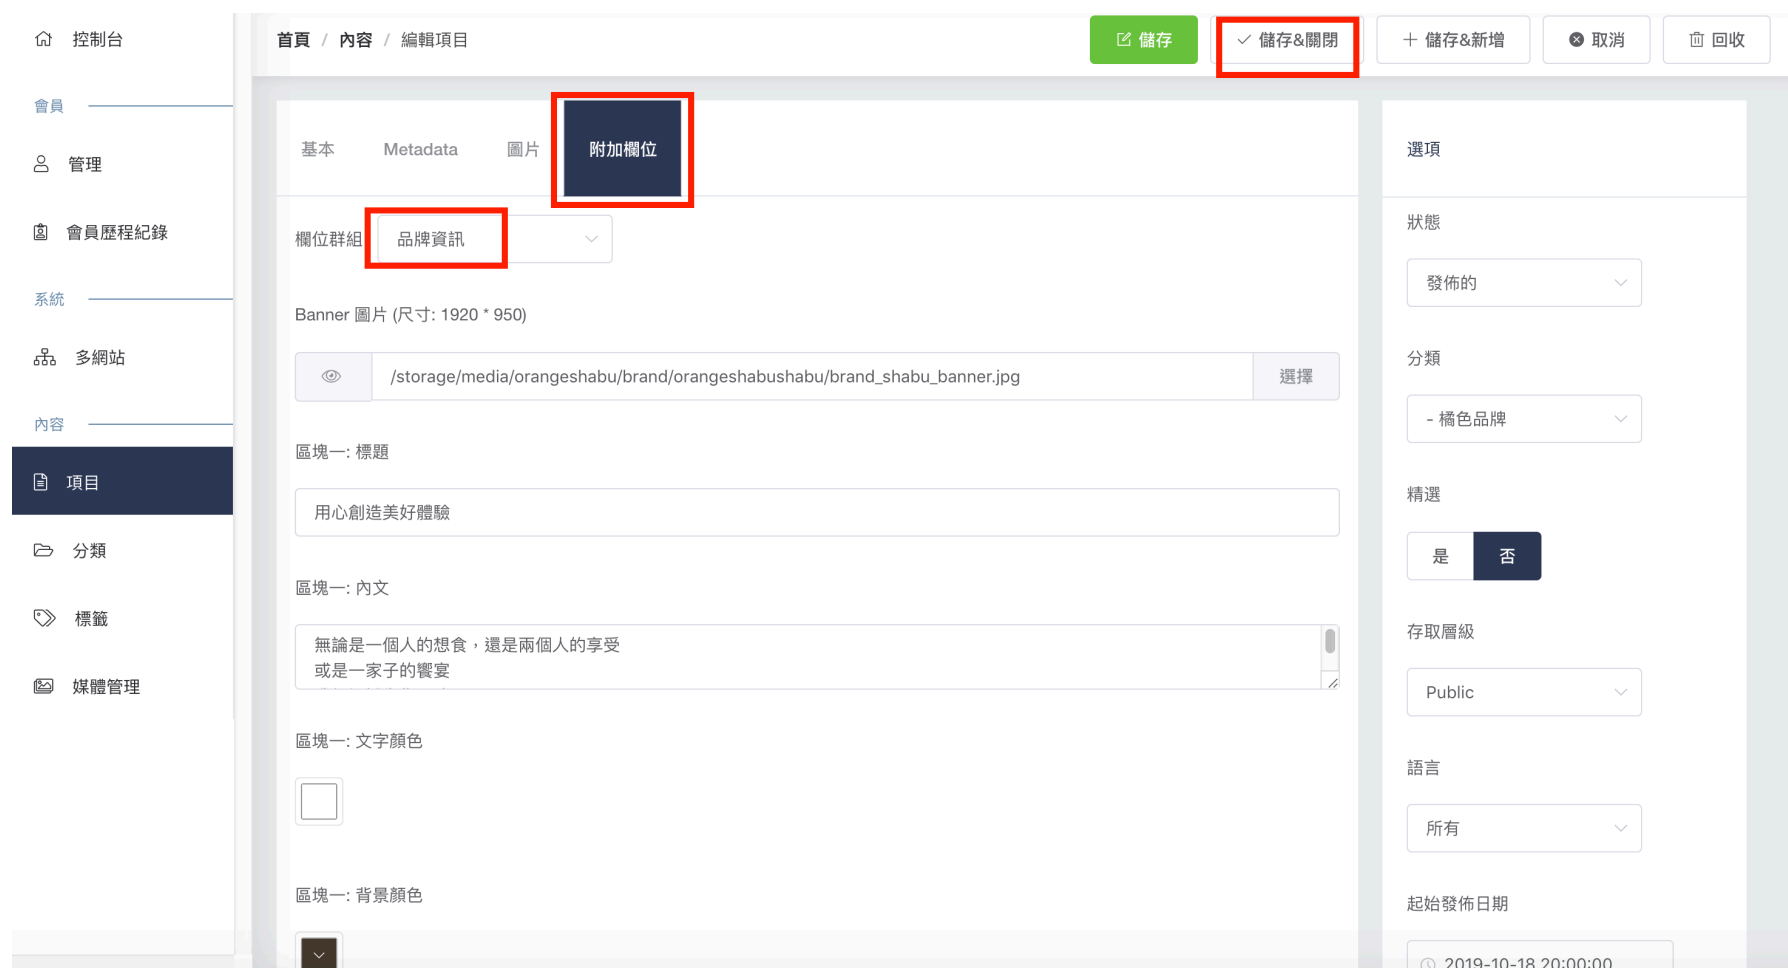 控制台
會員
管理
會員歷程紀錄
系統
多網站
內容
項目
分類
標籤
媒體管理
首頁 / 內容 / 編輯項目
儲存
儲存&關閉
儲存&新增
取消
回收
基本
Metadata
圖片
附加欄位
欄位群組
品牌資訊
Banner 圖片 (尺寸: 1920 * 950)
/storage/media/orangeshabu/brand/orangeshabushabu/brand_shabu_banner.jpg
選擇
區塊一: 標題
用心創造美好體驗
區塊一: 內文
無論是一個人的想食，還是兩個人的享受
或是一家子的饗宴
區塊一: 文字顏色
區塊一: 背景顏色
選項
狀態
發佈的
分類
- 橘色品牌
精選
是
否
存取層級
Public
語言
所有
起始發佈日期
2019-10-18 20:00:00